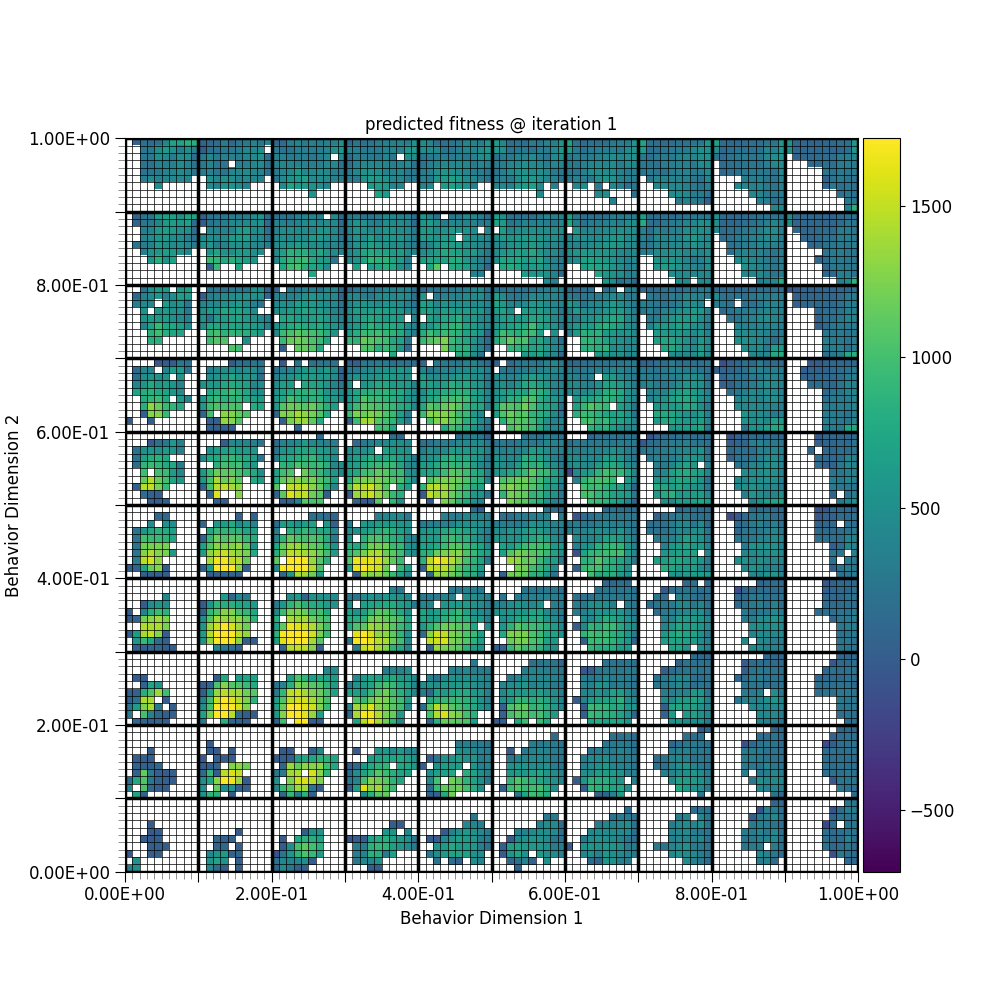 predicted fitness @ iteration 1
1.00E+00
8.00E-01
6.00E-01
4.00E-01
2.00E-01
0.00E+00
Behavior Dimension 2
0.00E+00 2.00E-01 4.00E-01 6.00E-01 8.00E-01 1.00E+00
Behavior Dimension 1
1500
1000
500
0
−500